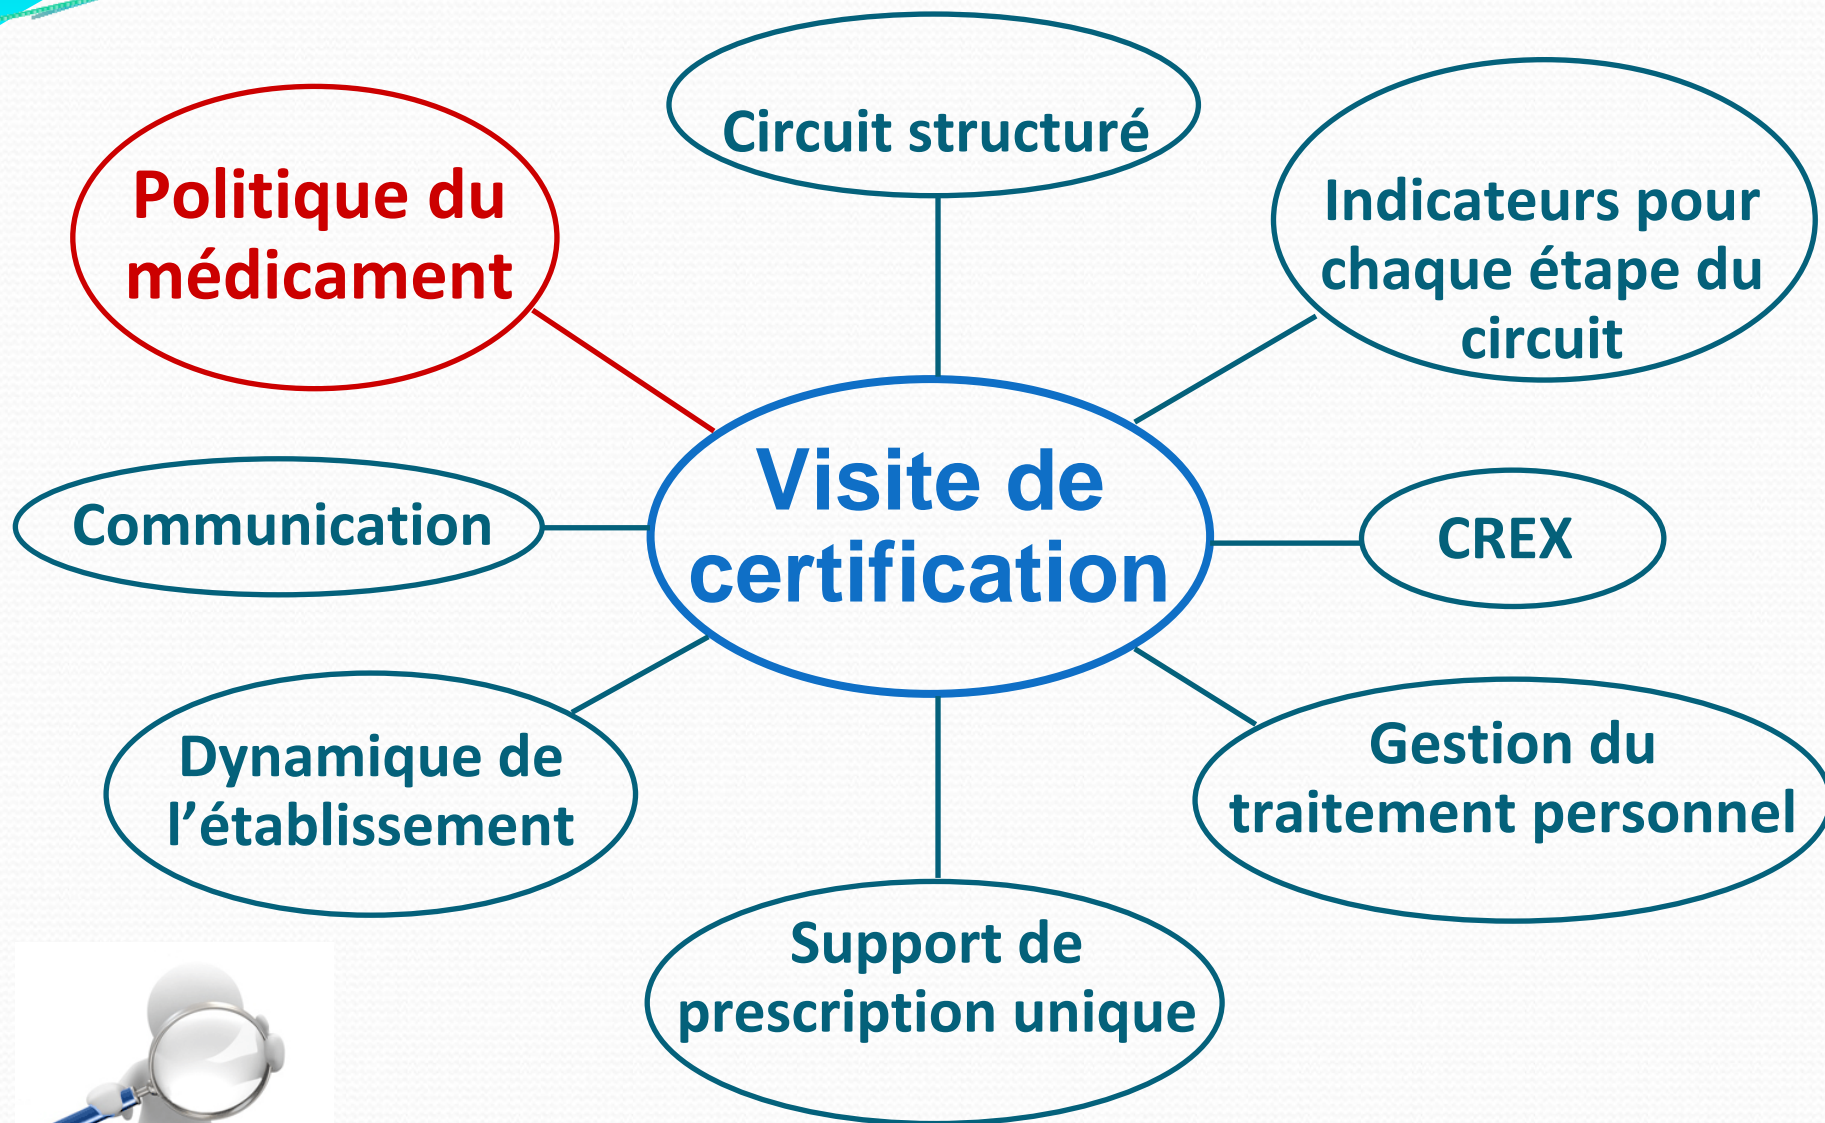 Circuit structuré
Politique du
médicament
Indicateurs pour
chaque étape du
circuit
Visite de
certification
Communication
CREX
Dynamique de
l’établissement
Gestion du
traitement personnel
Support de
prescription unique